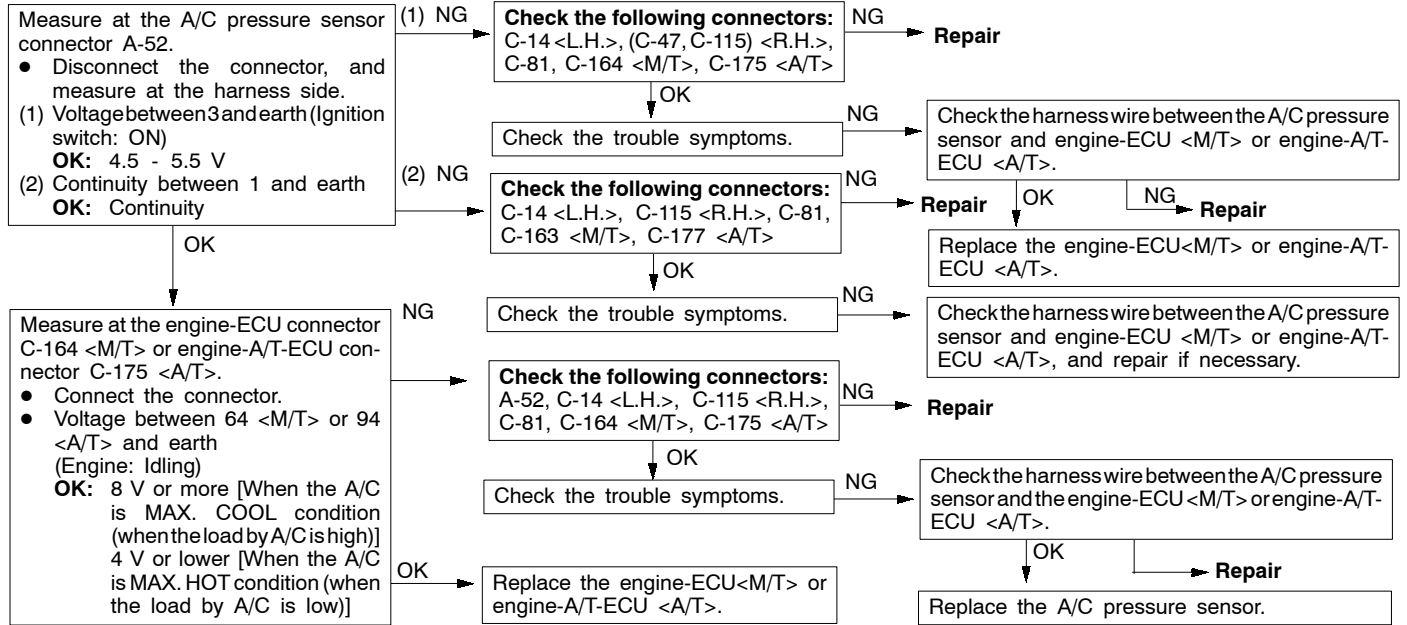 Measure at the A/C pressure sensor
connector A-52.
● Disconnect the connector, and
measure at the harness side.
(1) Voltage between 3 and earth (Ignition
switch: ON)
OK: 4.5 - 5.5 V
(2) Continuity between 1 and earth
OK: Continuity
(1) NG
Check the following connectors:
C-14 <L.H.>, (C-47, C-115) <R.H.>,
C-81, C-164 <M/T>, C-175 <A/T>
NG
Repair
OK
Check the trouble symptoms.
NG
Check the harness wire between the A/C pressure
sensor and engine-ECU <M/T> or engine-A/T-
ECU <A/T>.
OK
NG
Repair
Replace the engine-ECU<M/T> or engine-A/T-
ECU <A/T>.
(2) NG
Check the following connectors:
C-14 <L.H.>, C-115 <R.H.>, C-81,
C-163 <M/T>, C-177 <A/T>
NG
Repair
OK
Check the trouble symptoms.
NG
Check the harness wire between the A/C pressure
sensor and engine-ECU <M/T> or engine-A/T-
ECU <A/T>, and repair if necessary.
OK
Measure at the engine-ECU connector
C-164 <M/T> or engine-A/T-ECU con-
nector C-175 <A/T>.
● Connect the connector.
● Voltage between 64 <M/T> or 94
<A/T> and earth
(Engine: Idling)
OK: 8 V or more [When the A/C
is MAX. COOL condition
(when the load by A/C is high)]
4 V or lower [When the A/C
is MAX. HOT condition (when
the load by A/C is low)]
NG
Check the following connectors:
A-52, C-14 <L.H.>, C-115 <R.H.>,
C-81, C-164 <M/T>, C-175 <A/T>
NG
Repair
OK
Check the trouble symptoms.
NG
Check the harness wire between the A/C pressure
sensor and the engine-ECU <M/T> or engine-A/T-
ECU <A/T>.
OK
Repair
Replace the A/C pressure sensor.
OK
Replace the engine-ECU<M/T> or
engine-A/T-ECU <A/T>.